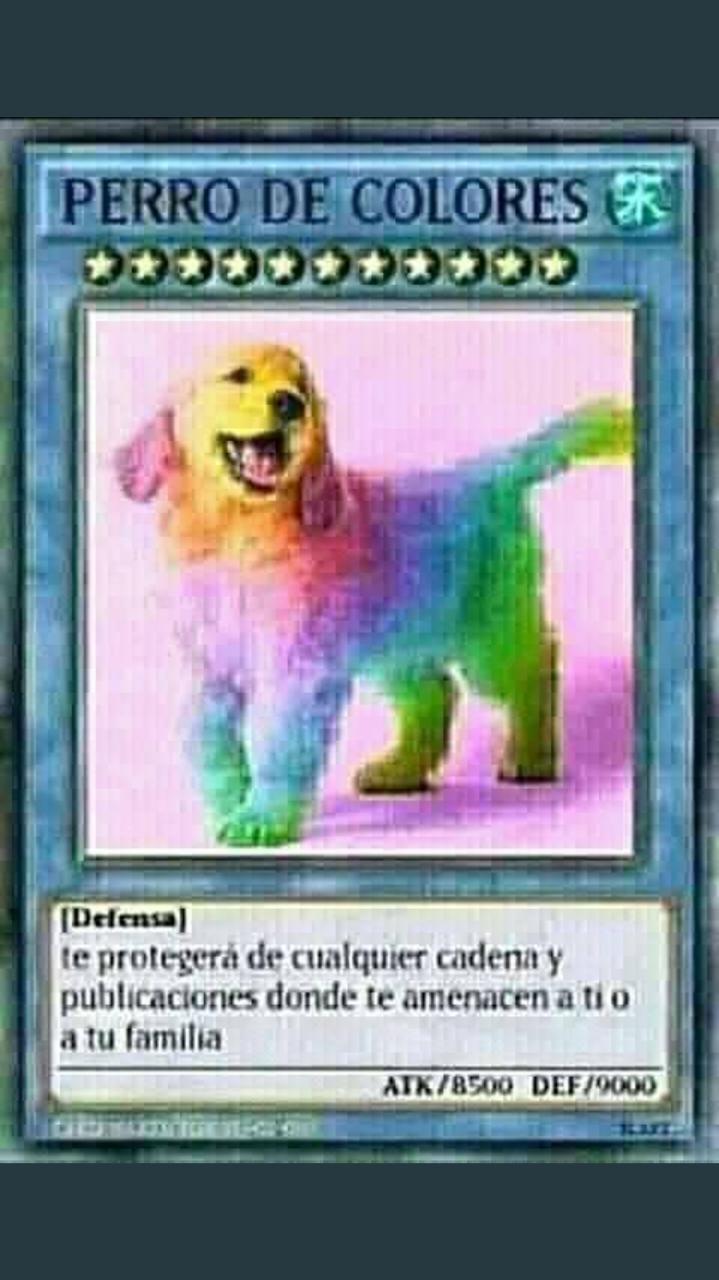 PERRO DE COLORES
[Defensa]
te protegerá de cualquier cadena y
publicaciones donde te amenacen a ti o
a tu familia
ATK/8500 DEF/9000